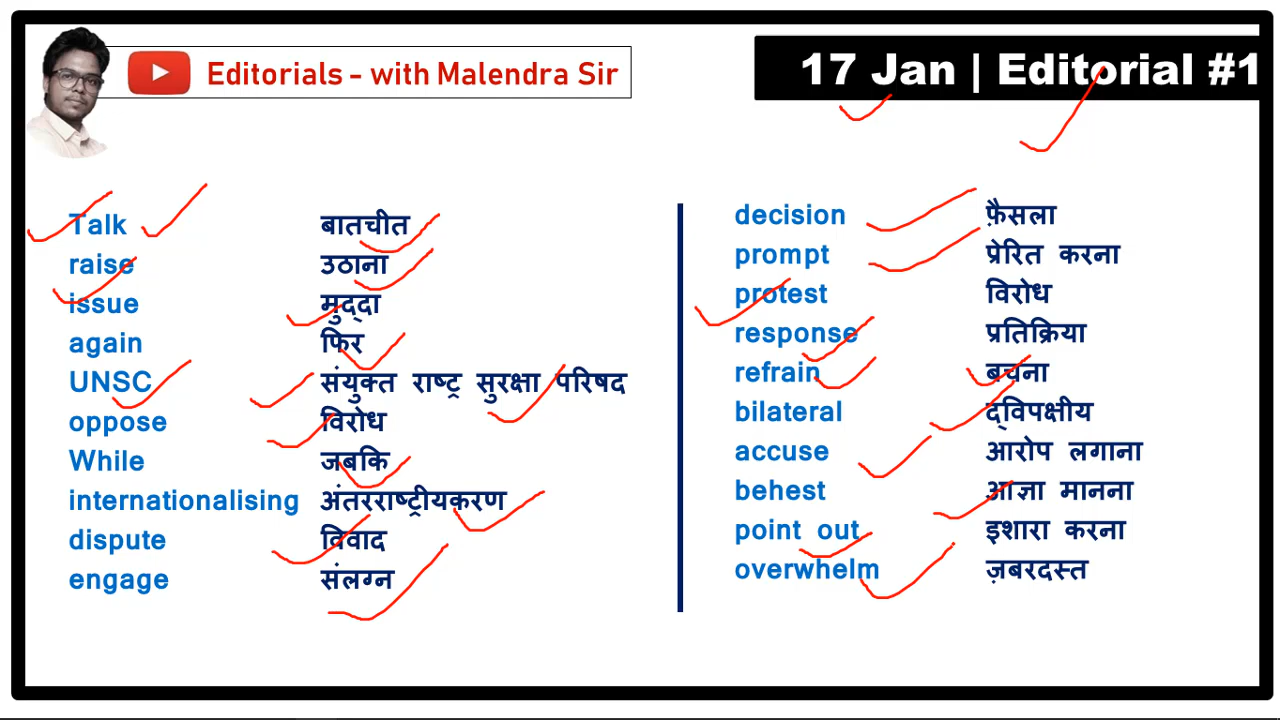 Editorials - with Malendra Sir
17 Jan | Editorial #1
Talk बातचीत
raise उठाना
issue मुद्दा
again फिर
UNSC संयुक्त राष्ट्र सुरक्षा परिषद
oppose विरोध
While जबकि
internationalising अंतरराष्ट्रीयकरण
dispute विवाद
engage संलग्न
decision फ़ैसला
prompt प्रेरित करना
protest विरोध
response प्रतिक्रिया
refrain बचना
bilateral द्विपक्षीय
accuse आरोप लगाना
behest आज्ञा मानना
point out इशारा करना
overwhelm ज़बरदस्त